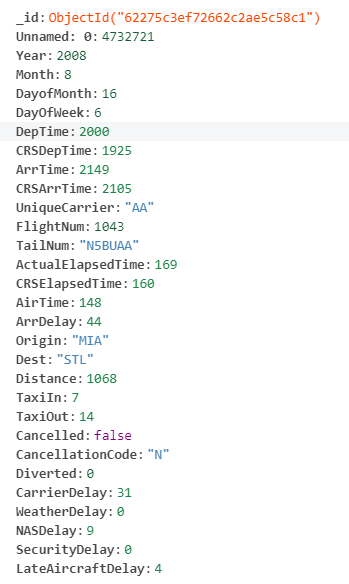 _id: ObjectId("62275c3ef72662c2ae5c58c1")
Unnamed: 0: 4732721
Year: 2008
Month: 8
DayofMonth: 16
DayOfWeek: 6
DepTime: 2000
CRSDepTime: 1925
ArrTime: 2149
CRSArrTime: 2105
UniqueCarrier: "AA"
FlightNum: 1043
TailNum: "N5BUAA"
ActualElapsedTime: 169
CRSElapsedTime: 160
AirTime: 148
ArrDelay: 44
Origin: "MIA"
Dest: "STL"
Distance: 1068
TaxiIn: 7
TaxiOut: 14
Cancelled: false
CancellationCode: "N"
Diverted: 0
CarrierDelay: 31
WeatherDelay: 0
NASDelay: 9
SecurityDelay: 0
LateAircraftDelay: 4